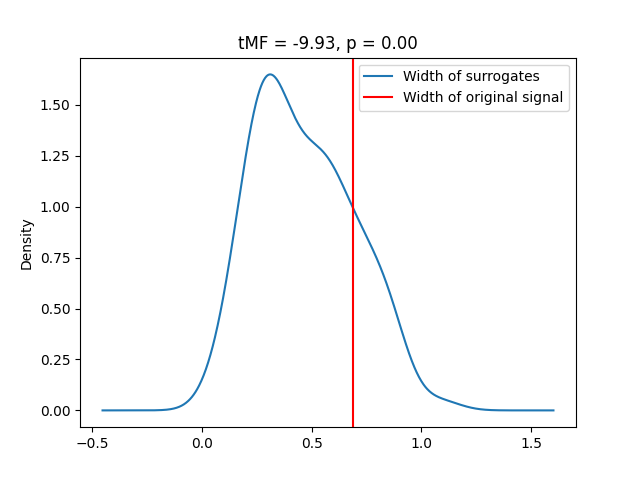 tMF = -9.93, p = 0.00
Width of surrogates
Width of original signal
Density
1.50
1.25
1.00
0.75
0.50
0.25
0.00
−0.5 0.0 0.5 1.0 1.5